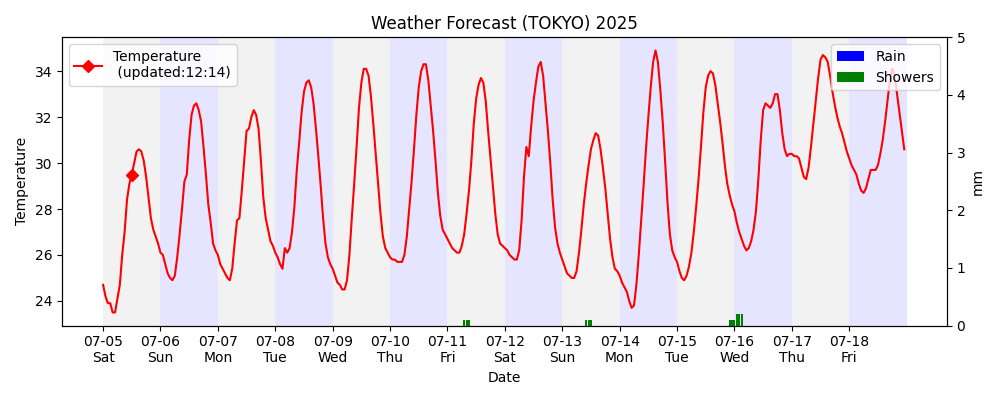 Weather Forecast (TOKYO) 2025
Temperature
(updated:12:14)
Rain
Showers
Temperature
34
32
30
28
26
24
5
4
3
2
1
0
mm
07-05 07-06 07-07 07-08 07-09 07-10 07-11 07-12 07-13 07-14 07-15 07-16 07-17 07-18
Sat Sun Mon Tue Wed Thu Fri Sat Sun Mon Tue Wed Thu Fri
Date